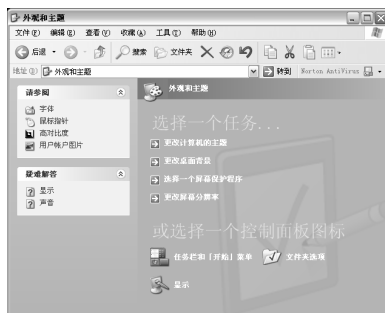 外观和主题
文件(F) 编辑(E) 查看(V) 收藏(A) 工具(T) 帮助(H)
后退 搜索 文件夹
地址(D) 外观和主题 转到 Norton AntiVirus
请参阅
字体
鼠标指针
高对比度
用户帐户图片
疑难解答
显示
声音
外观和主题
选择一个任务...
更改计算机的主题
更改桌面背景
选择一个屏幕保护程序
更改屏幕分辨率
或选择一个控制面板图标
任务栏和「开始」菜单 文件夹选项
显示